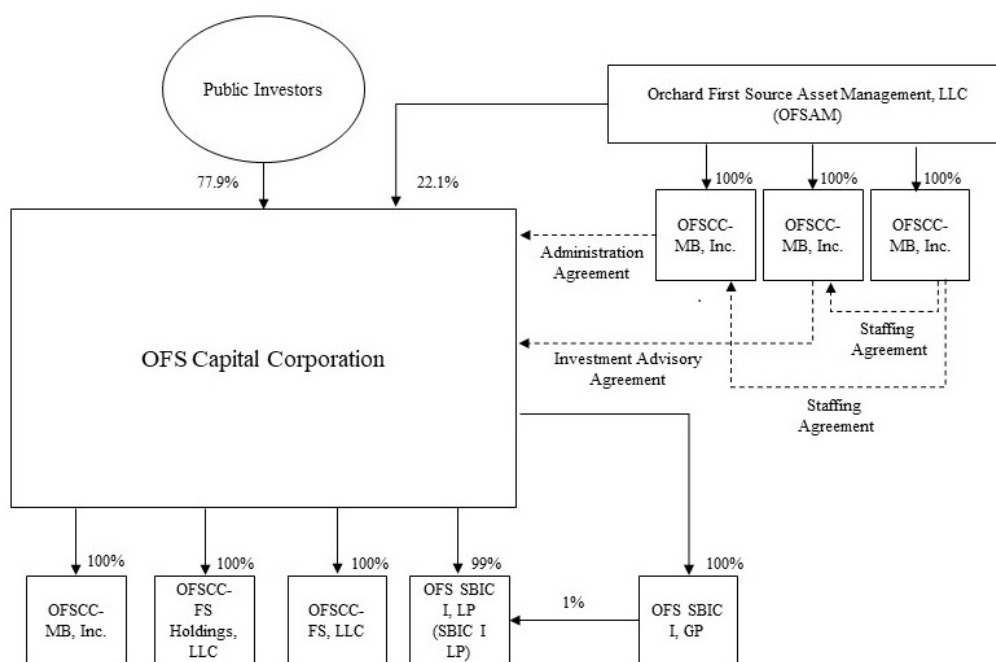 Public Investors
Orchard First Source Asset Management, LLC
(OFSAM)
77.9%
22.1%
100%
100%
100%
OFSCC-
MB, Inc.
OFSCC-
MB, Inc.
OFSCC-
MB, Inc.
Administration
Agreement
Staffing
Agreement
OFS Capital Corporation
Investment Advisory
Agreement
Staffing
Agreement
100%
100%
100%
99%
100%
OFSCC-
MB, Inc.
OFSCC-
FS
Holdings,
LLC
OFSCC-
FS, LLC
OFS SBIC
I, LP
(SBIC I
LP)
1%
OFS SBIC
I, GP